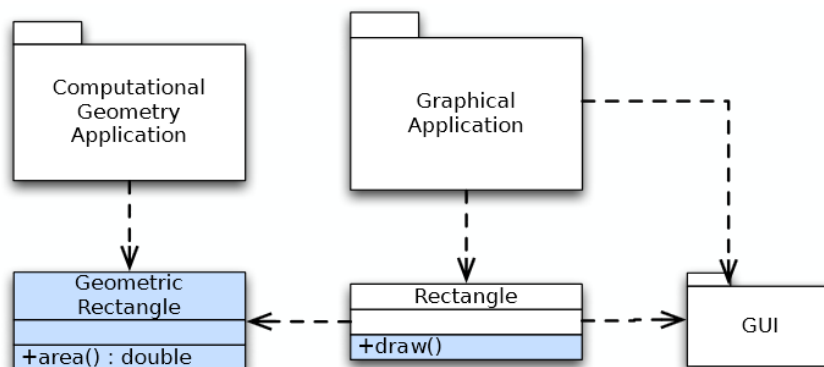 Computational
Geometry
Application
Graphical
Application
Geometric
Rectangle
+area() : double
Rectangle
+draw()
GUI